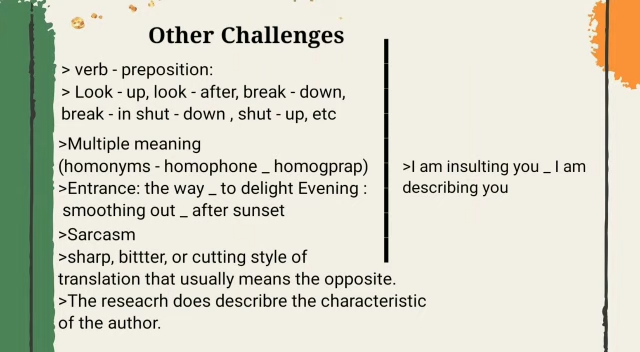 Other Challenges
> verb - preposition:
> Look - up, look - after, break - down,
break - in shut - down , shut - up, etc
>Multiple meaning
(homonyms - homophone _ homogprap)
>Entrance: the way _ to delight Evening :
smoothing out _ after sunset
>Sarcasm
>sharp, bittter, or cutting style of
translation that usually means the opposite.
>The reseacrh does describre the characteristic
of the author.
>I am insulting you _ I am
describing you